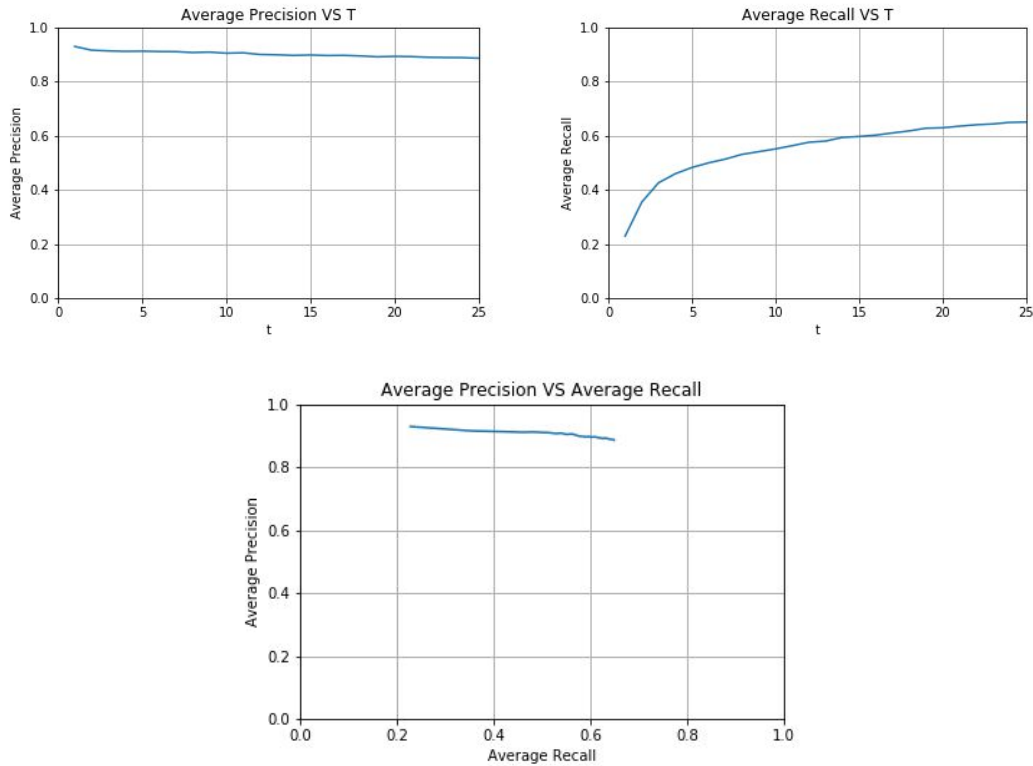 Average Precision VS T
1.0
0.8
0.6
0.4
0.2
0.0
Average Precision
0 5 10 15 20 25
t
Average Recall VS T
1.0
0.8
0.6
0.4
0.2
0.0
Average Recall
0 5 10 15 20 25
t
Average Precision VS Average Recall
1.0
0.8
0.6
0.4
0.2
0.0
Average Precision
0.0 0.2 0.4 0.6 0.8 1.0
Average Recall